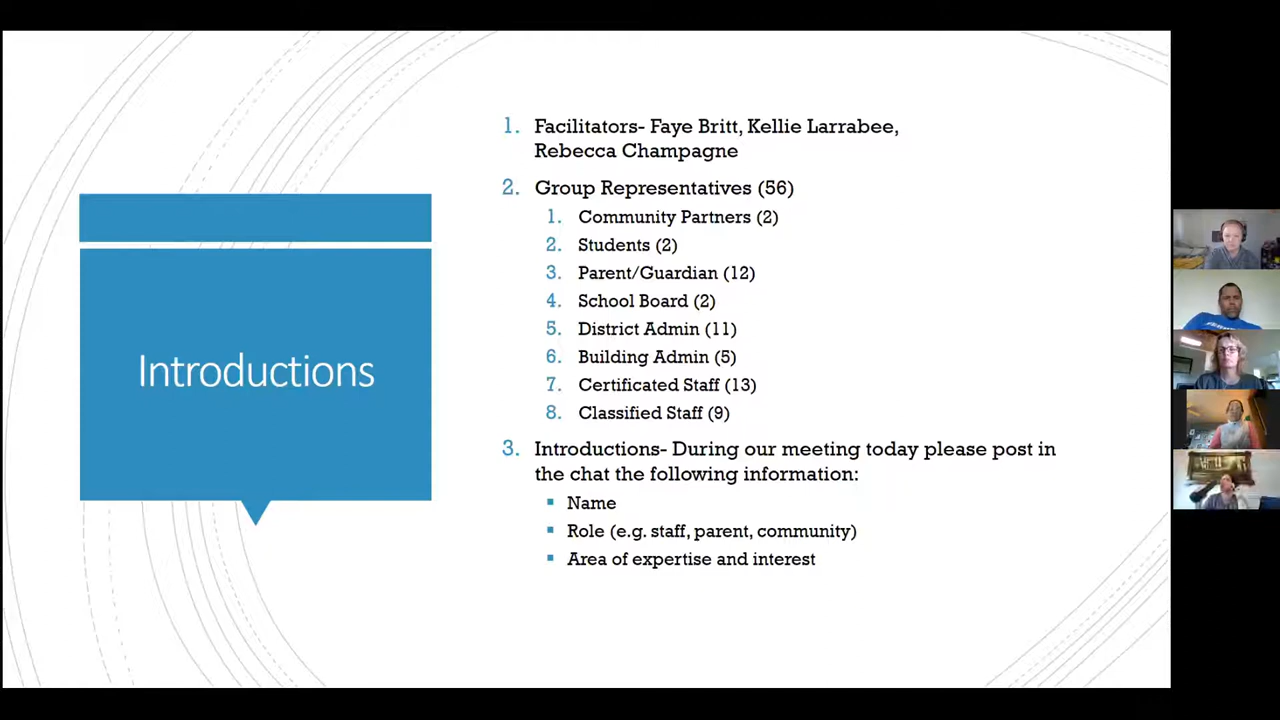 Introductions
1. Facilitators- Faye Britt, Kellie Larrabee,
Rebecca Champagne
2. Group Representatives (56)
1. Community Partners (2)
2. Students (2)
3. Parent/Guardian (12)
4. School Board (2)
5. District Admin (11)
6. Building Admin (5)
7. Certificated Staff (13)
8. Classified Staff (9)
3. Introductions- During our meeting today please post in
the chat the following information:
▪ Name
▪ Role (e.g. staff, parent, community)
▪ Area of expertise and interest